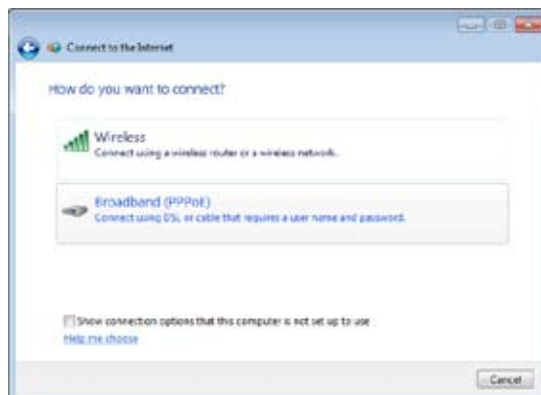 Connect to the Internet
How do you want to connect?
Wireless
Connect using a wireless router or a wireless network.
Broadband (PPPoE)
Connect using DSL or cable that requires a user name and password.
Show connection options that this computer is not set up to use
Help me choose
Cancel